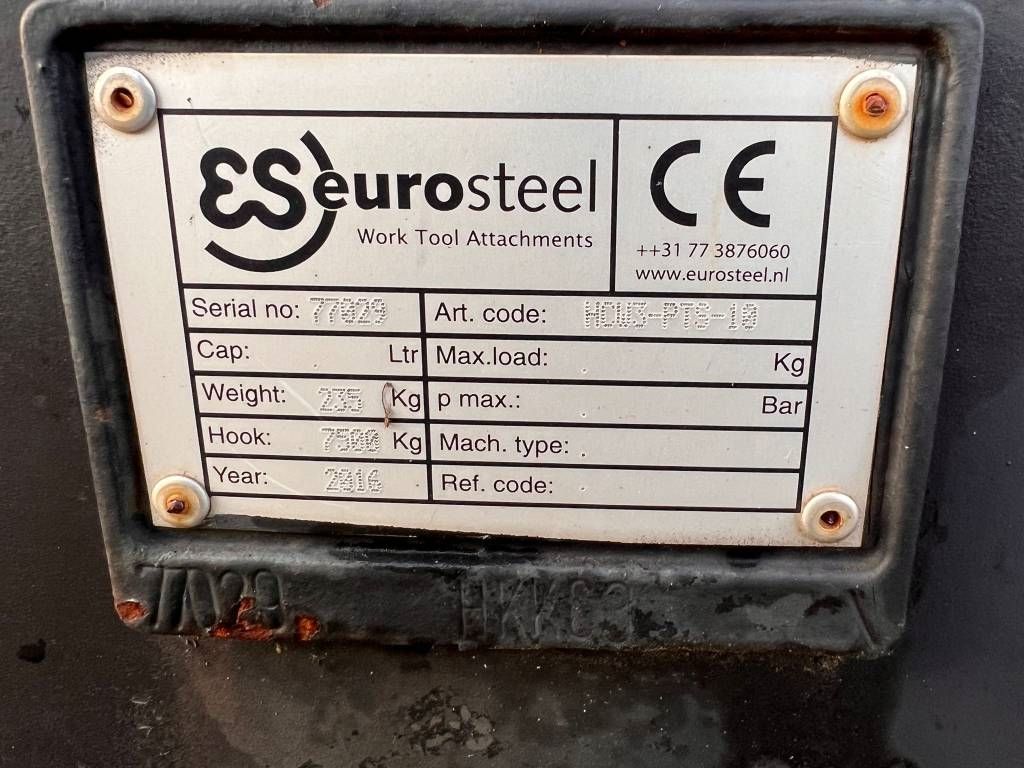 ES eurosteel
Work Tool Attachments
CE
++31 77 3876060
www.eurosteel.nl
Serial no: 77029 Art. code: HCW3-PTS-10
Cap: Ltr Max.load: . Kg
Weight: 235 Kg p max.: . Bar
Hook: 7500 Kg Mach. type: .
Year: 2016 Ref. code: .
77029